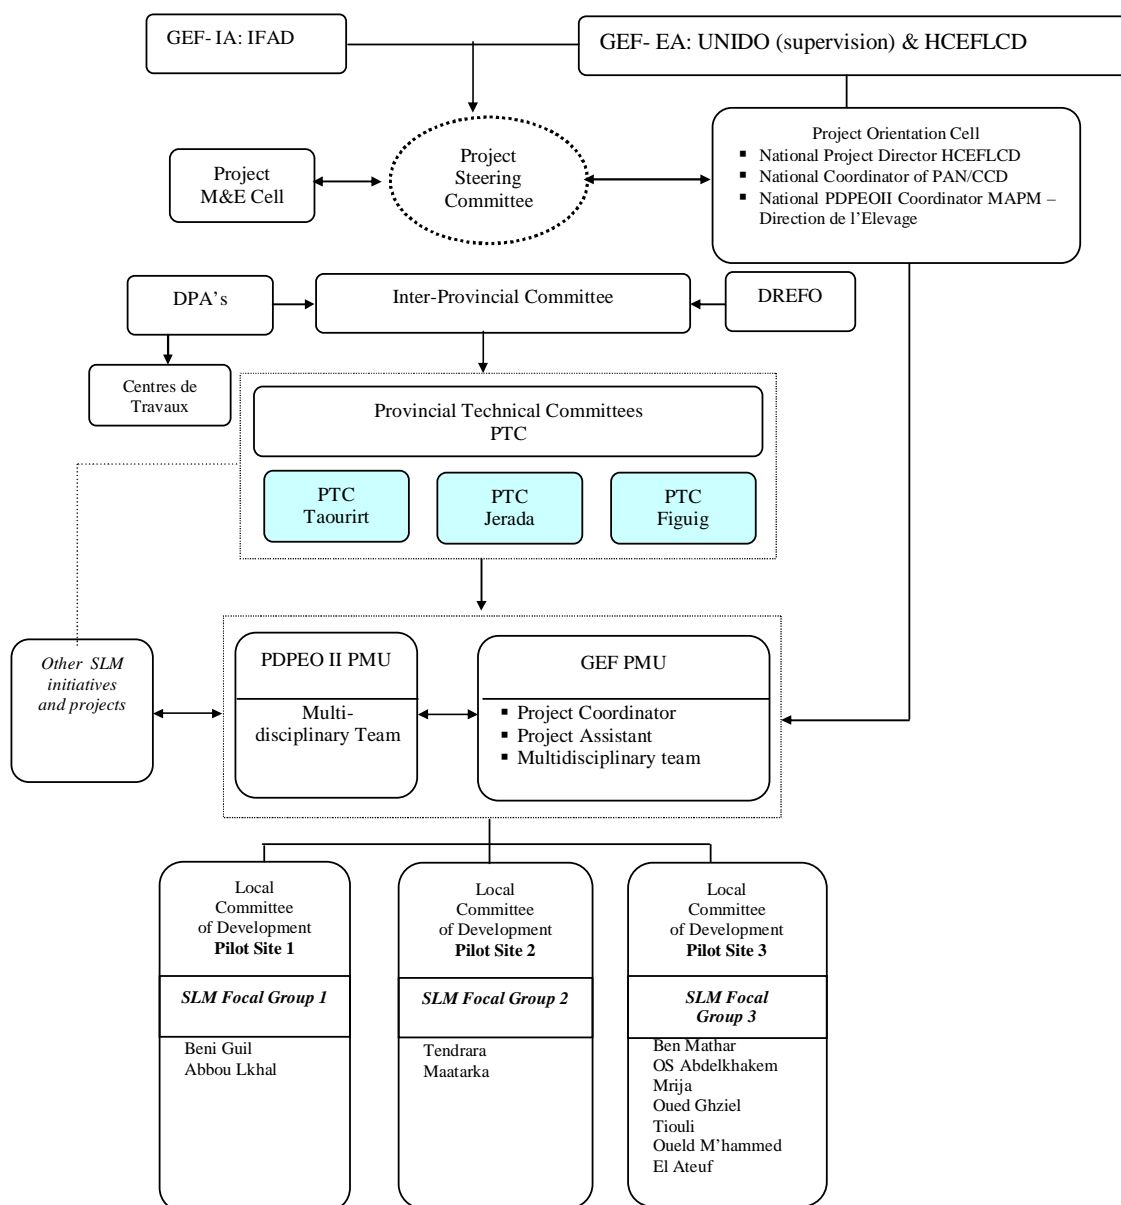 GEF- IA: IFAD
GEF- EA: UNIDO (supervision) & HCEFLCD
Project
M&E Cell
Project
Steering
Committee
Project Orientation Cell
▪ National Project Director HCEFLCD
▪ National Coordinator of PAN/CCD
▪ National PDPEOII Coordinator MAPM –
Direction de l’Elevage
DPA’s
Inter-Provincial Committee
DREFO
Centres de
Travaux
Provincial Technical Committees
PTC
PTC
Taourirt
PTC
Jerada
PTC
Figuig
Other SLM
initiatives
and projects
PDPEO II PMU
Multi-
disciplinary Team
GEF PMU
▪ Project Coordinator
▪ Project Assistant
▪ Multidisciplinary team
Local
Committee
of Development
Pilot Site 1
SLM Focal Group 1
Beni Guil
Abbou Lkhal
Local
Committee
of Development
Pilot Site 2
SLM Focal Group 2
Tendrara
Maatarka
Local
Committee
of Development
Pilot Site 3
SLM Focal
Group 3
Ben Mathar
OS Abdelkhakem
Mrija
Oued Ghziel
Tiouli
Oueld M’hammed
El Ateuf